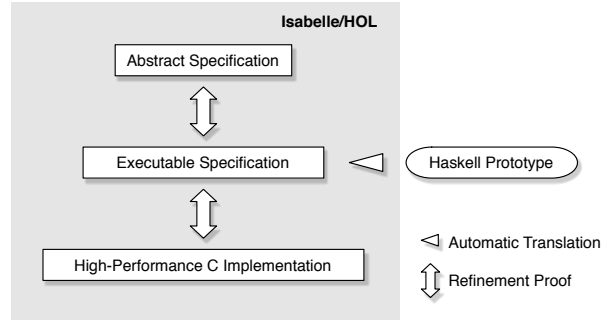 Isabelle/HOL
Abstract Specification
Executable Specification
Haskell Prototype
High-Performance C Implementation
Automatic Translation
Refinement Proof